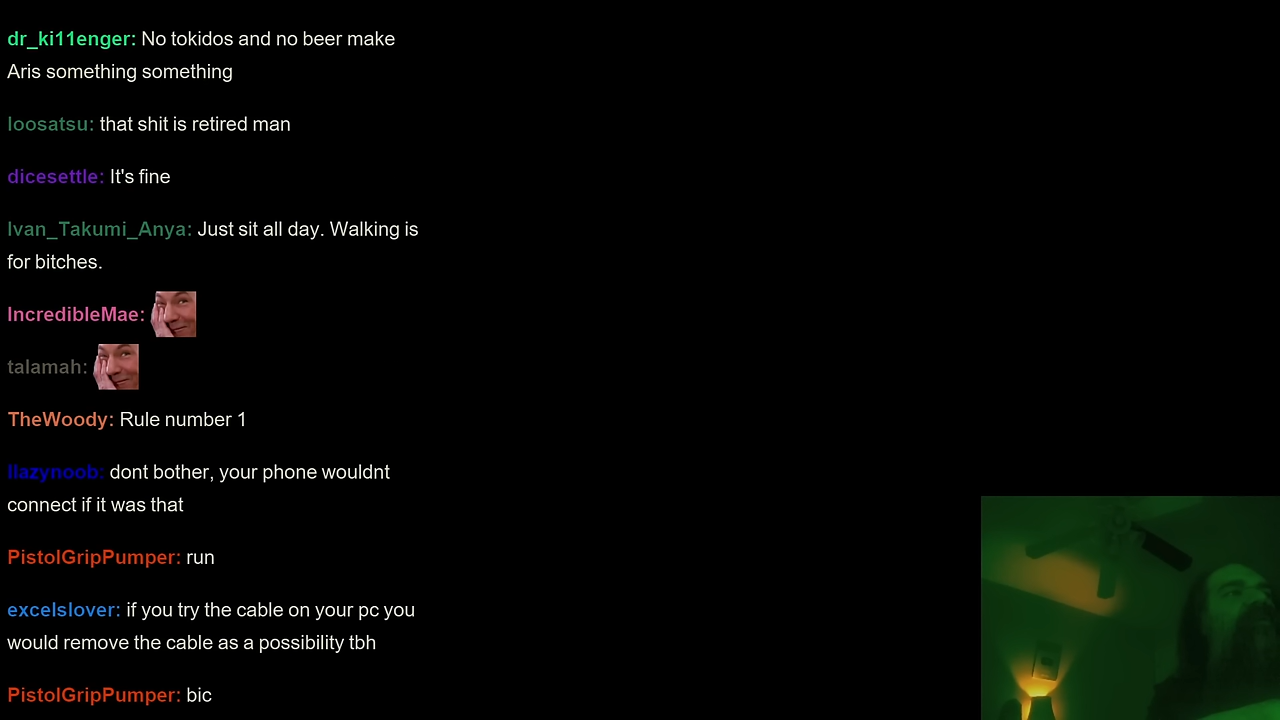 dr_ki11enger: No tokidos and no beer make
Aris something something
loosatsu: that shit is retired man
dicesettle: It's fine
Ivan_Takumi_Anya: Just sit all day. Walking is
for bitches.
IncredibleMae:
talamah:
TheWoody: Rule number 1
llazynoob: dont bother, your phone wouldnt
connect if it was that
PistolGripPumper: run
excelslover: if you try the cable on your pc you
would remove the cable as a possibility tbh
PistolGripPumper: bic